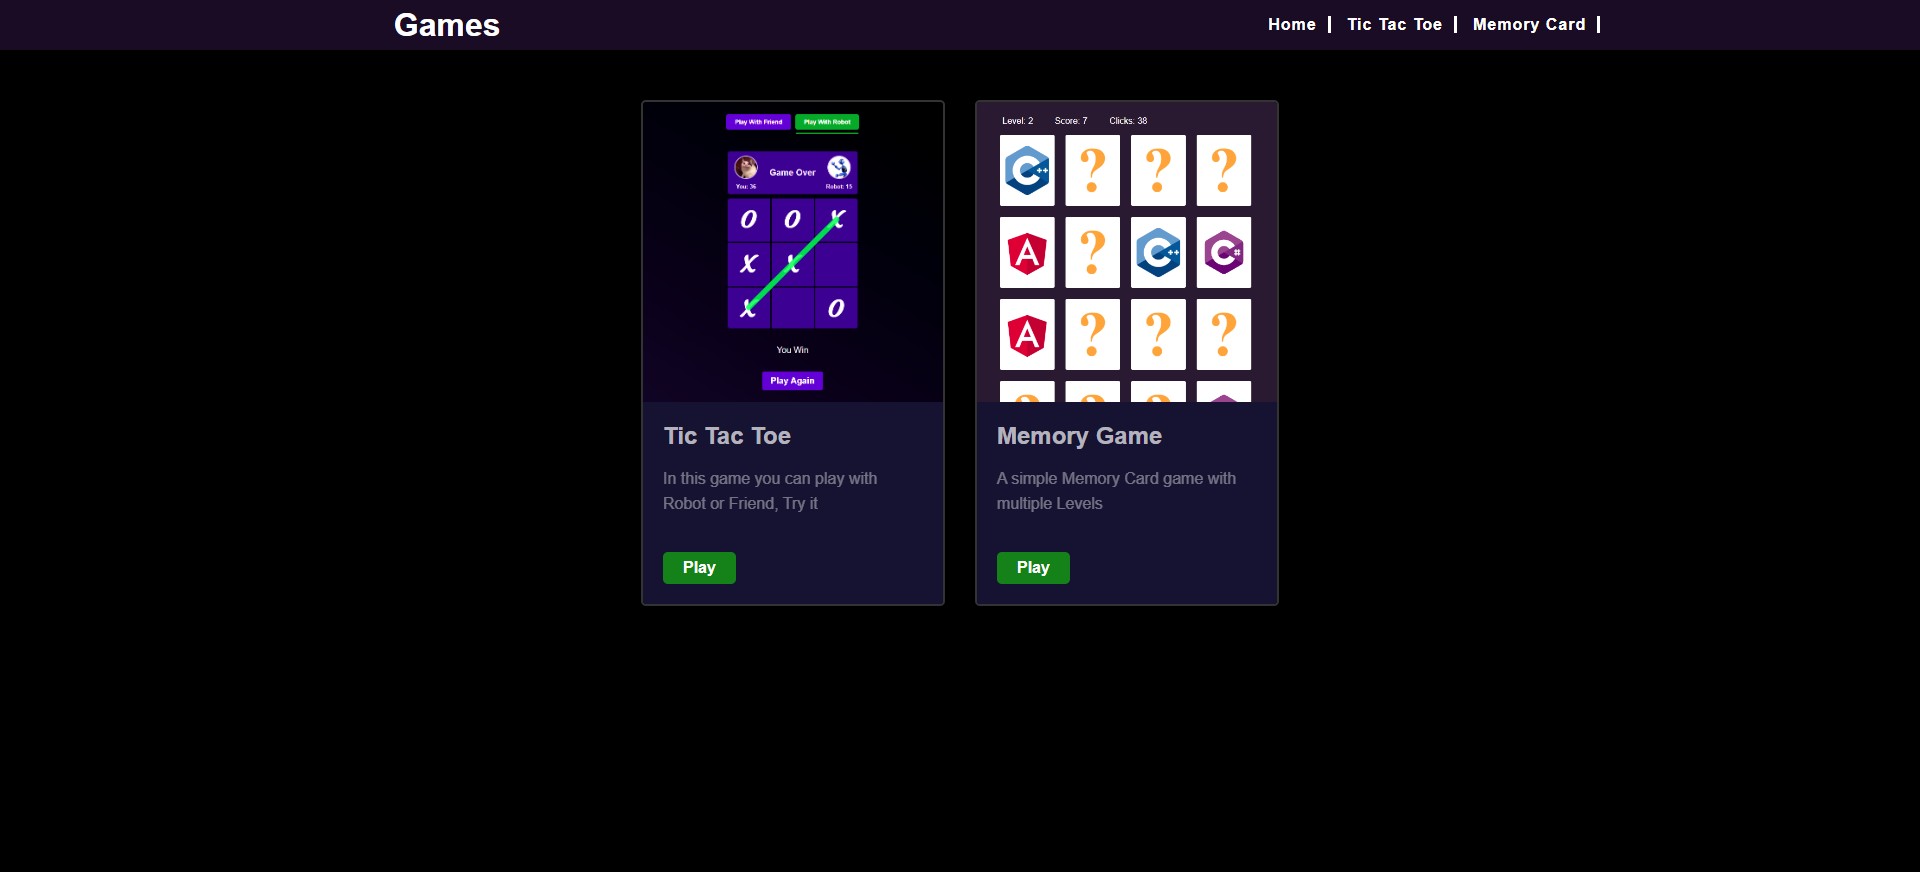 Games
Home
Tic Tac Toe
Memory Card
Play With Friend
Play With Robot
Game Over
You: 36
Robot: 15
O O X
X X
X O
You Win
Play Again
Tic Tac Toe
In this game you can play with
Robot or Friend, Try it
Play
Level: 2 Score: 7 Clicks: 38
C++ ? ? ?
A ? C++ C#
A ? ? ?
Memory Game
A simple Memory Card game with
multiple Levels
Play